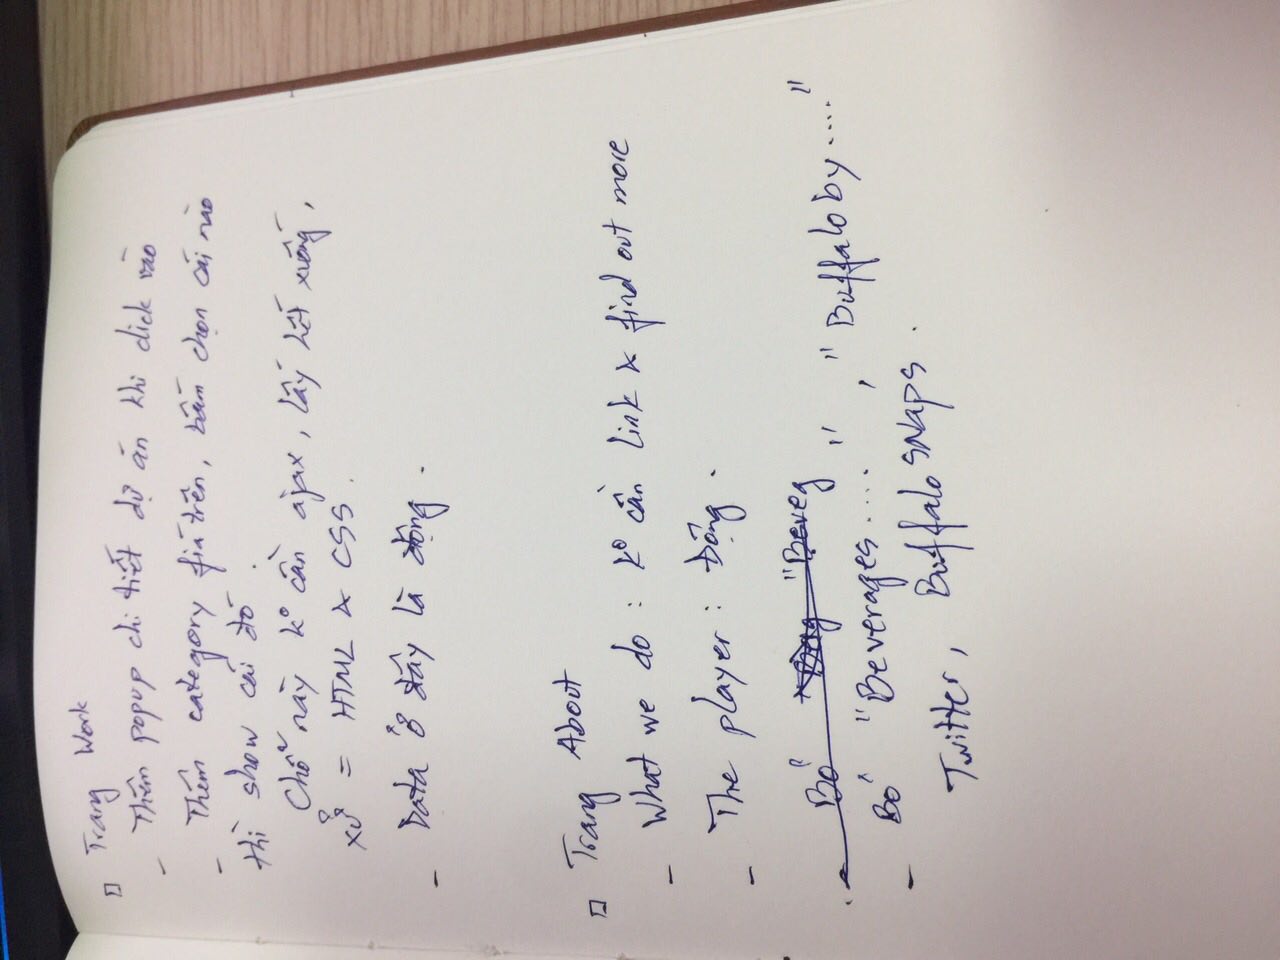 Trang Work
- Thêm popup chi tiết dự án khi click vào
- Thêm category fiá trên, bấm chọn cái nào
thì show cái đó.
Chỗ này k° cần ajax, lấy hết xuống,
xử = HTML & CSS.
- Data ở đây là động.
Trang About
- What we do : k° cần link & find out more
- The player : Động.
- Bỏ "Beveg
- Bỏ "Beverages ....", "Buffalo by ...."
Twitter, Buffalo SNaps.